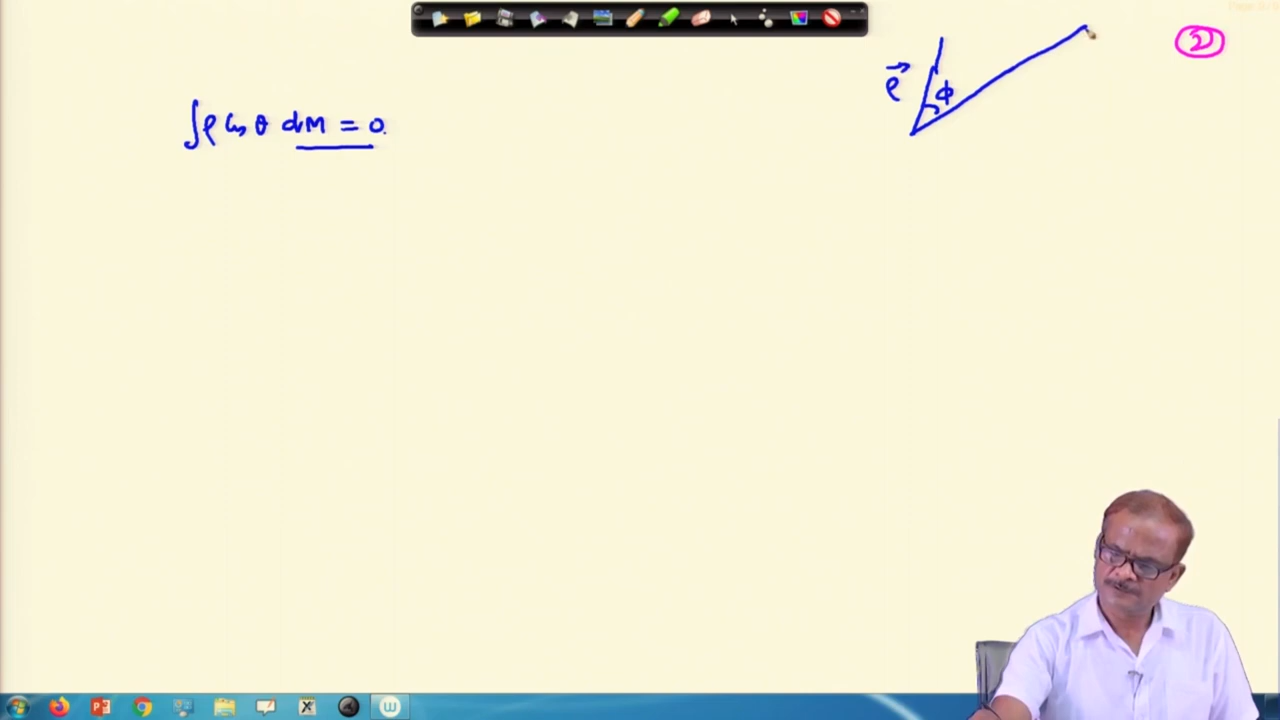 ∫ρ cos θ dM = 0.
ρ⃗
φ
2